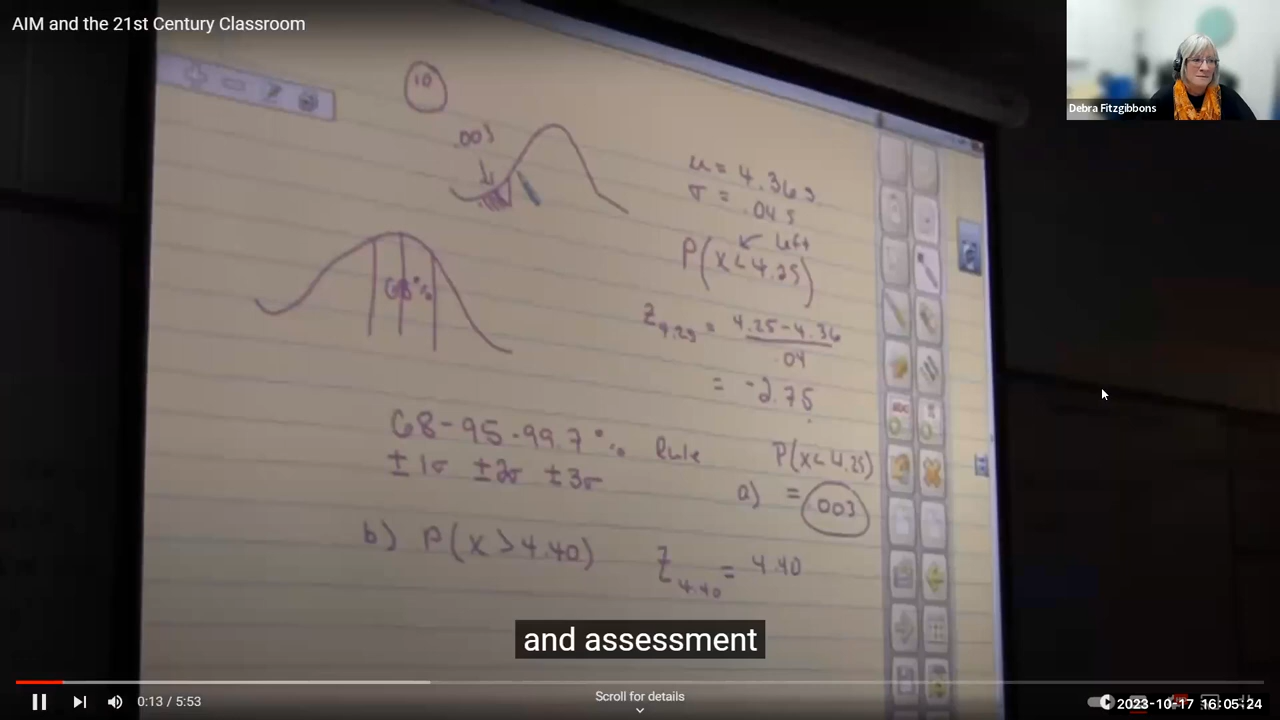 AIM and the 21st Century Classroom
Debra Fitzgibbons
10
.003
μ = 4.36 s
σ = .04 s
left
P(x < 4.25)
68%
Z4.25 = 4.25 - 4.36
.04
= -2.75
68-95-99.7% Rule
±1σ ±2σ ±3σ
P(x < 4.25)
a) = .003
b) P(x > 4.40) Z4.40 = 4.40
and assessment
0:13 / 5:53
Scroll for details
2023-10-17 16:05:24